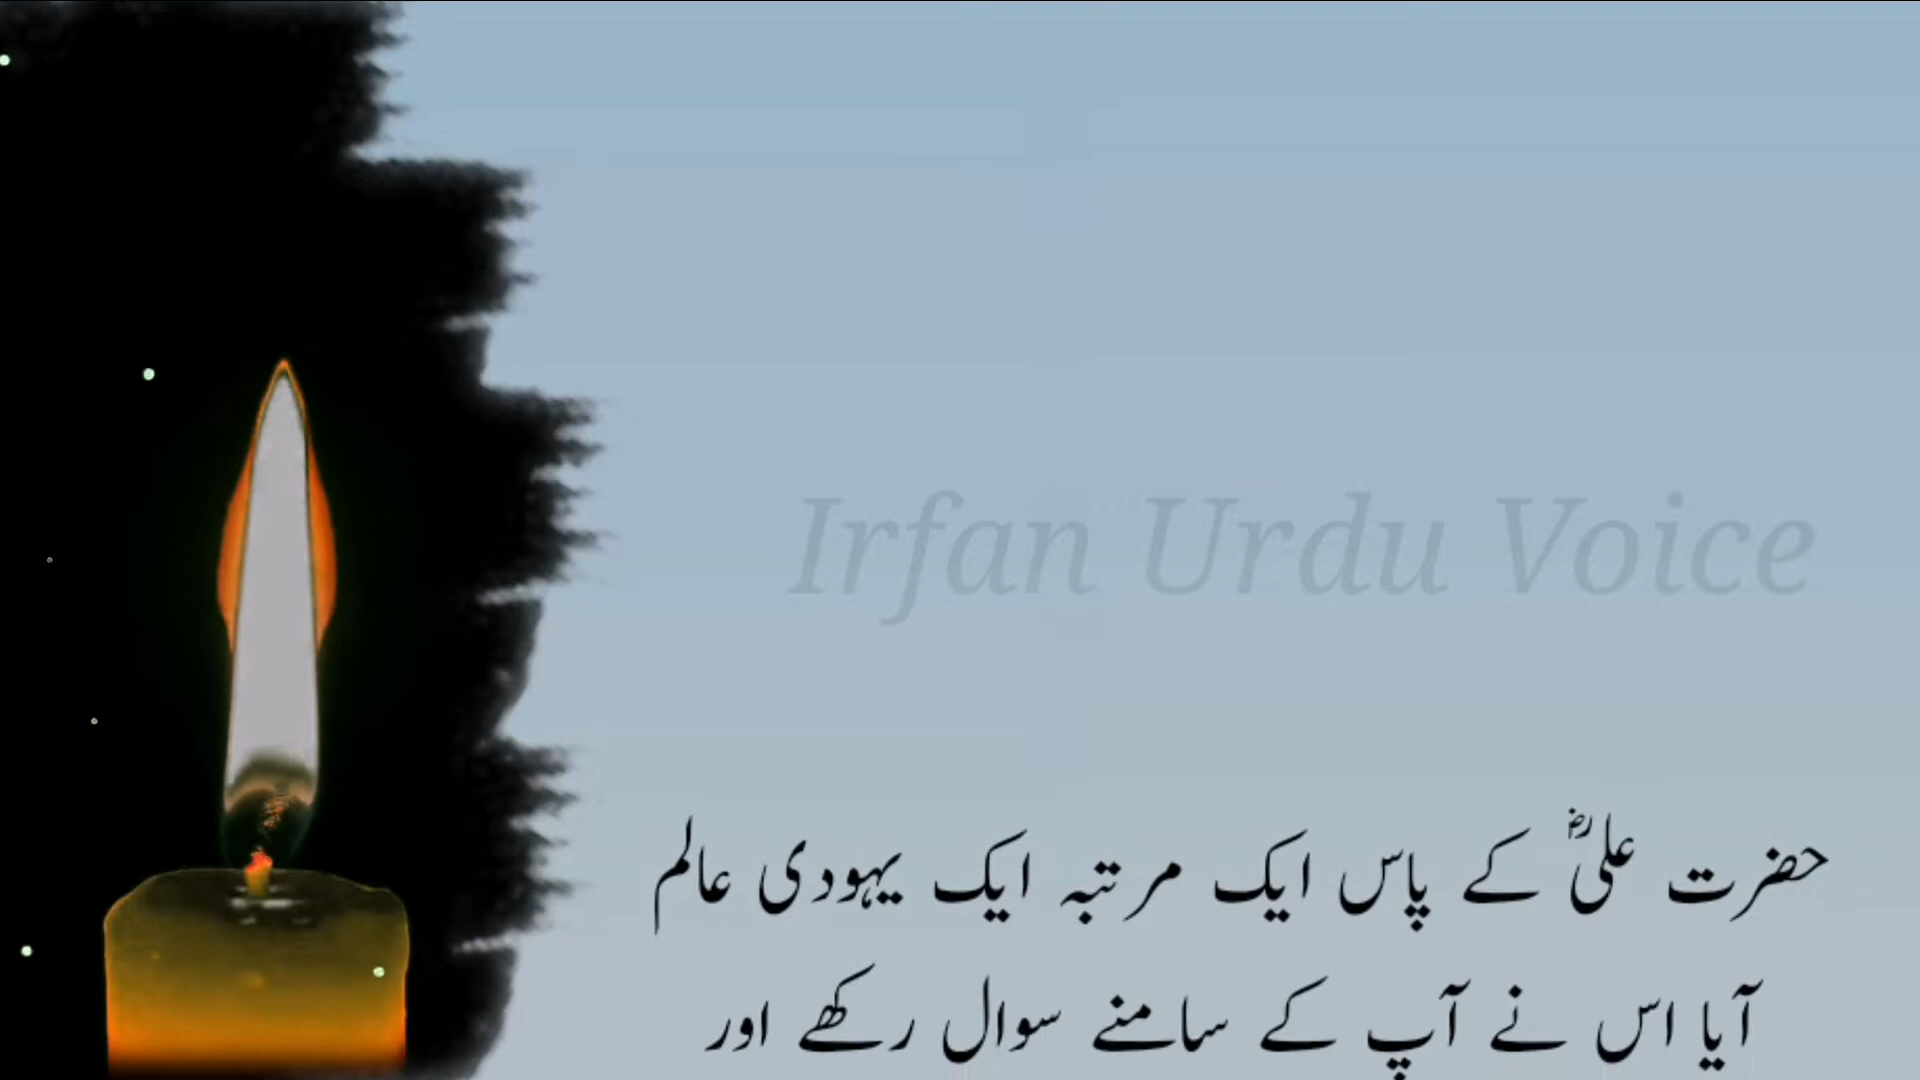 Irfan Urdu Voice
حضرت علیؓ کے پاس ایک مرتبہ ایک یہودی عالم
آیا اس نے آپ کے سامنے سوال رکھے اور